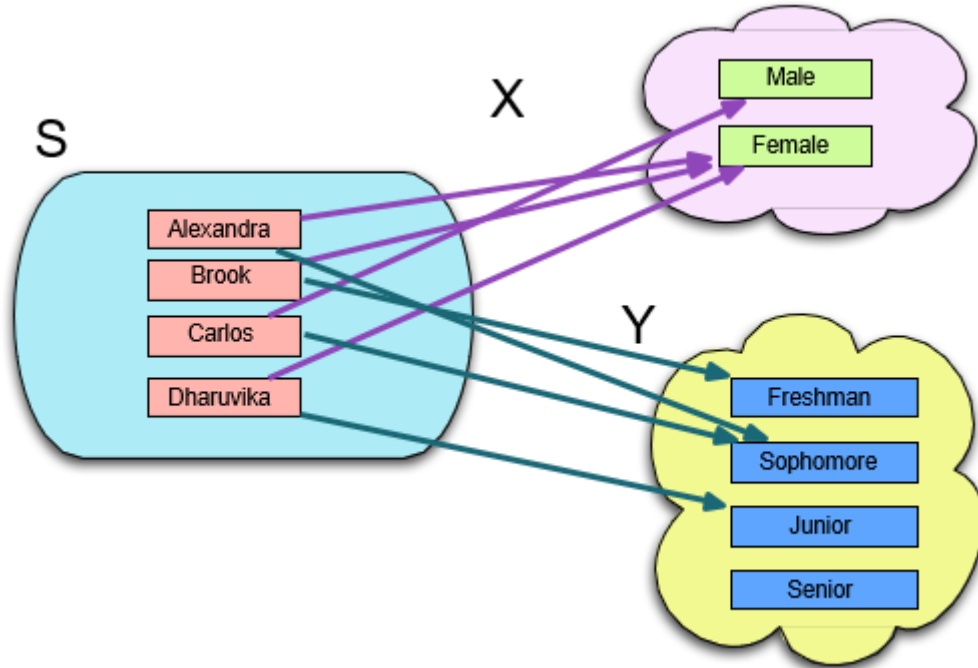 S
X
Y
Alexandra
Brook
Carlos
Dharuvika
Male
Female
Freshman
Sophomore
Junior
Senior